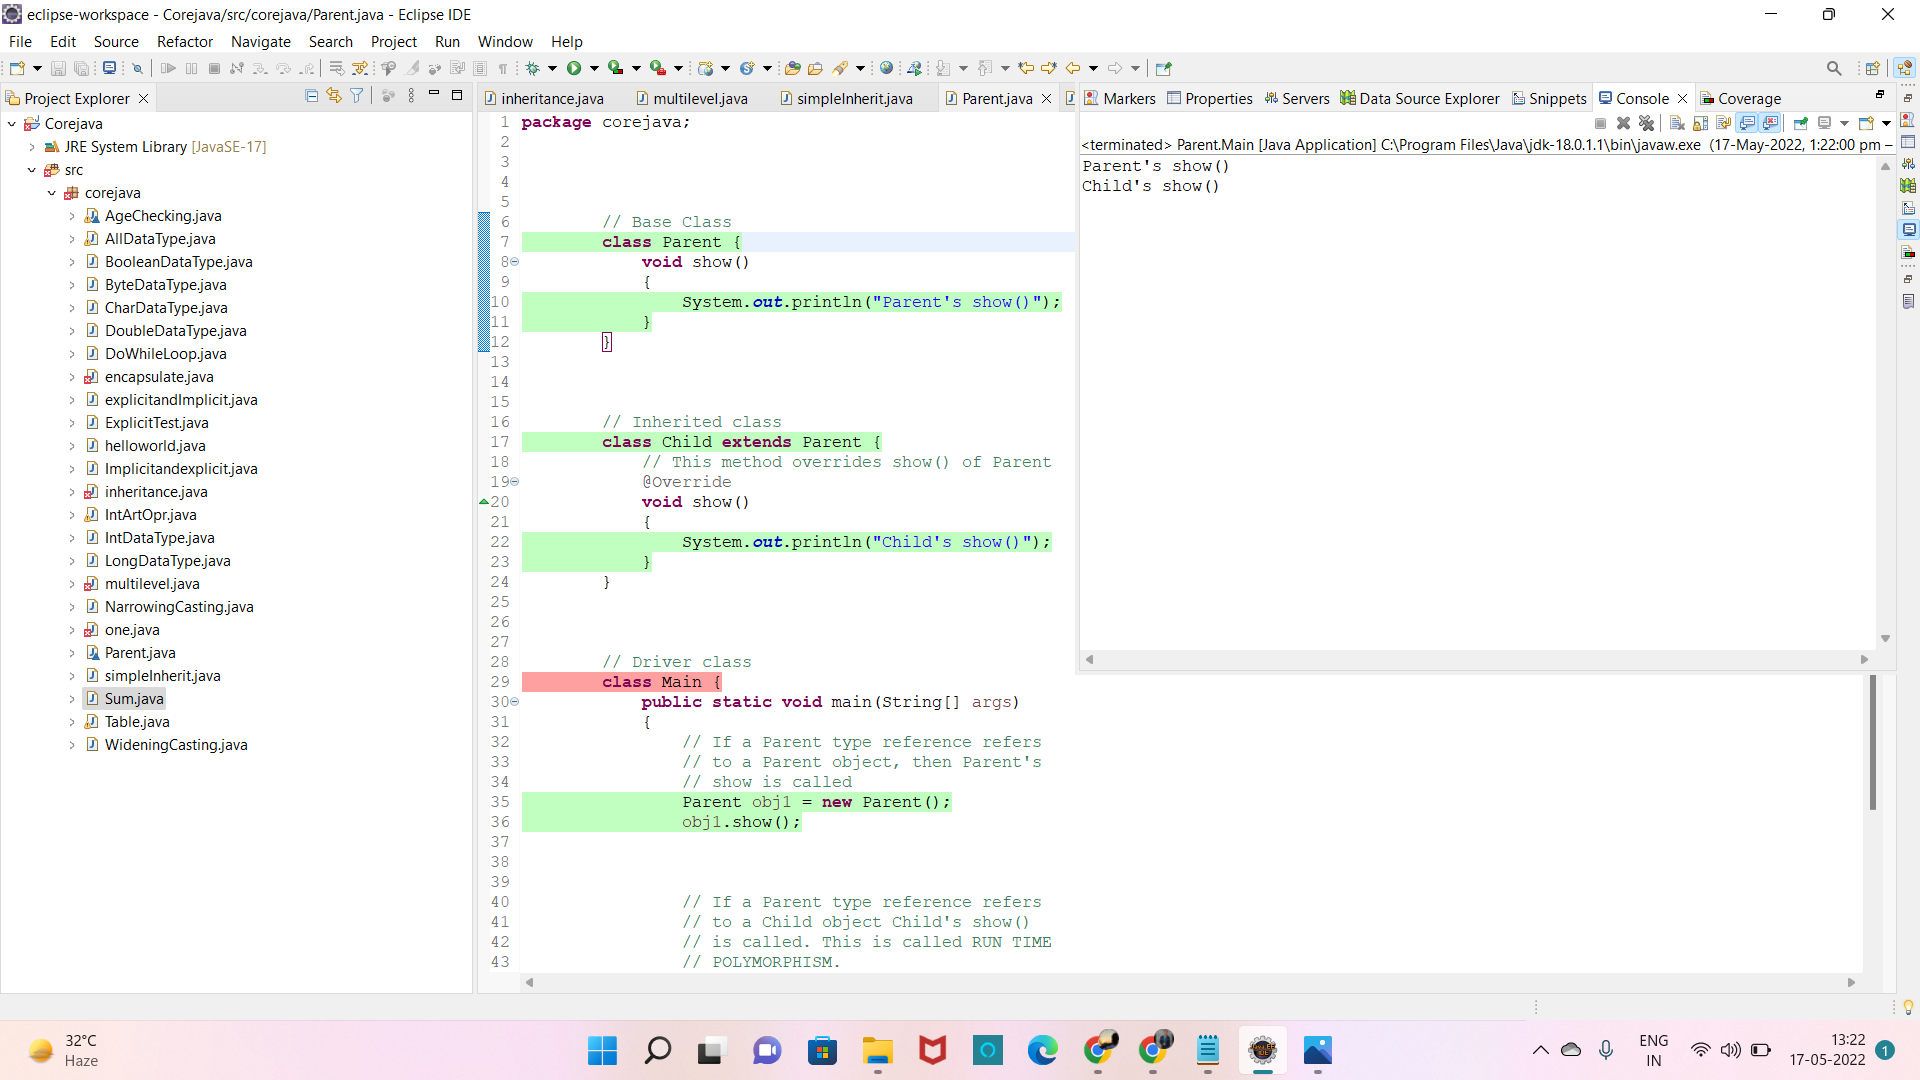 eclipse-workspace - Corejava/src/corejava/Parent.java - Eclipse IDE
File Edit Source Refactor Navigate Search Project Run Window Help
Project Explorer
Corejava
JRE System Library [JavaSE-17]
src
corejava
AgeChecking.java
AllDataType.java
BooleanDataType.java
ByteDataType.java
CharDataType.java
DoubleDataType.java
DoWhileLoop.java
encapsulate.java
explicitandImplicit.java
ExplicitTest.java
helloworld.java
Implicitandexplicit.java
inheritance.java
IntArtOpr.java
IntDataType.java
LongDataType.java
multilevel.java
NarrowingCasting.java
one.java
Parent.java
simpleInherit.java
Sum.java
Table.java
WideningCasting.java
inheritance.java multilevel.java simpleInherit.java Parent.java
1 package corejava;
2
3
4
5
6 // Base Class
7 class Parent {
8 void show()
9 {
10 System.out.println("Parent's show()");
11 }
12 }
13
14
15
16 // Inherited class
17 class Child extends Parent {
18 // This method overrides show() of Parent
19 @Override
20 void show()
21 {
22 System.out.println("Child's show()");
23 }
24 }
25
26
27
28 // Driver class
29 class Main {
30 public static void main(String[] args)
31 {
32 // If a Parent type reference refers
33 // to a Parent object, then Parent's
34 // show is called
35 Parent obj1 = new Parent();
36 obj1.show();
37
38
39
40 // If a Parent type reference refers
41 // to a Child object Child's show()
42 // is called. This is called RUN TIME
43 // POLYMORPHISM.
Markers Properties Servers Data Source Explorer Snippets Console Coverage
<terminated> Parent.Main [Java Application] C:\Program Files\Java\jdk-18.0.1.1\bin\javaw.exe (17-May-2022, 1:22:00 pm –
Parent's show()
Child's show()
32°C
Haze
ENG
IN
13:22
17-05-2022
1